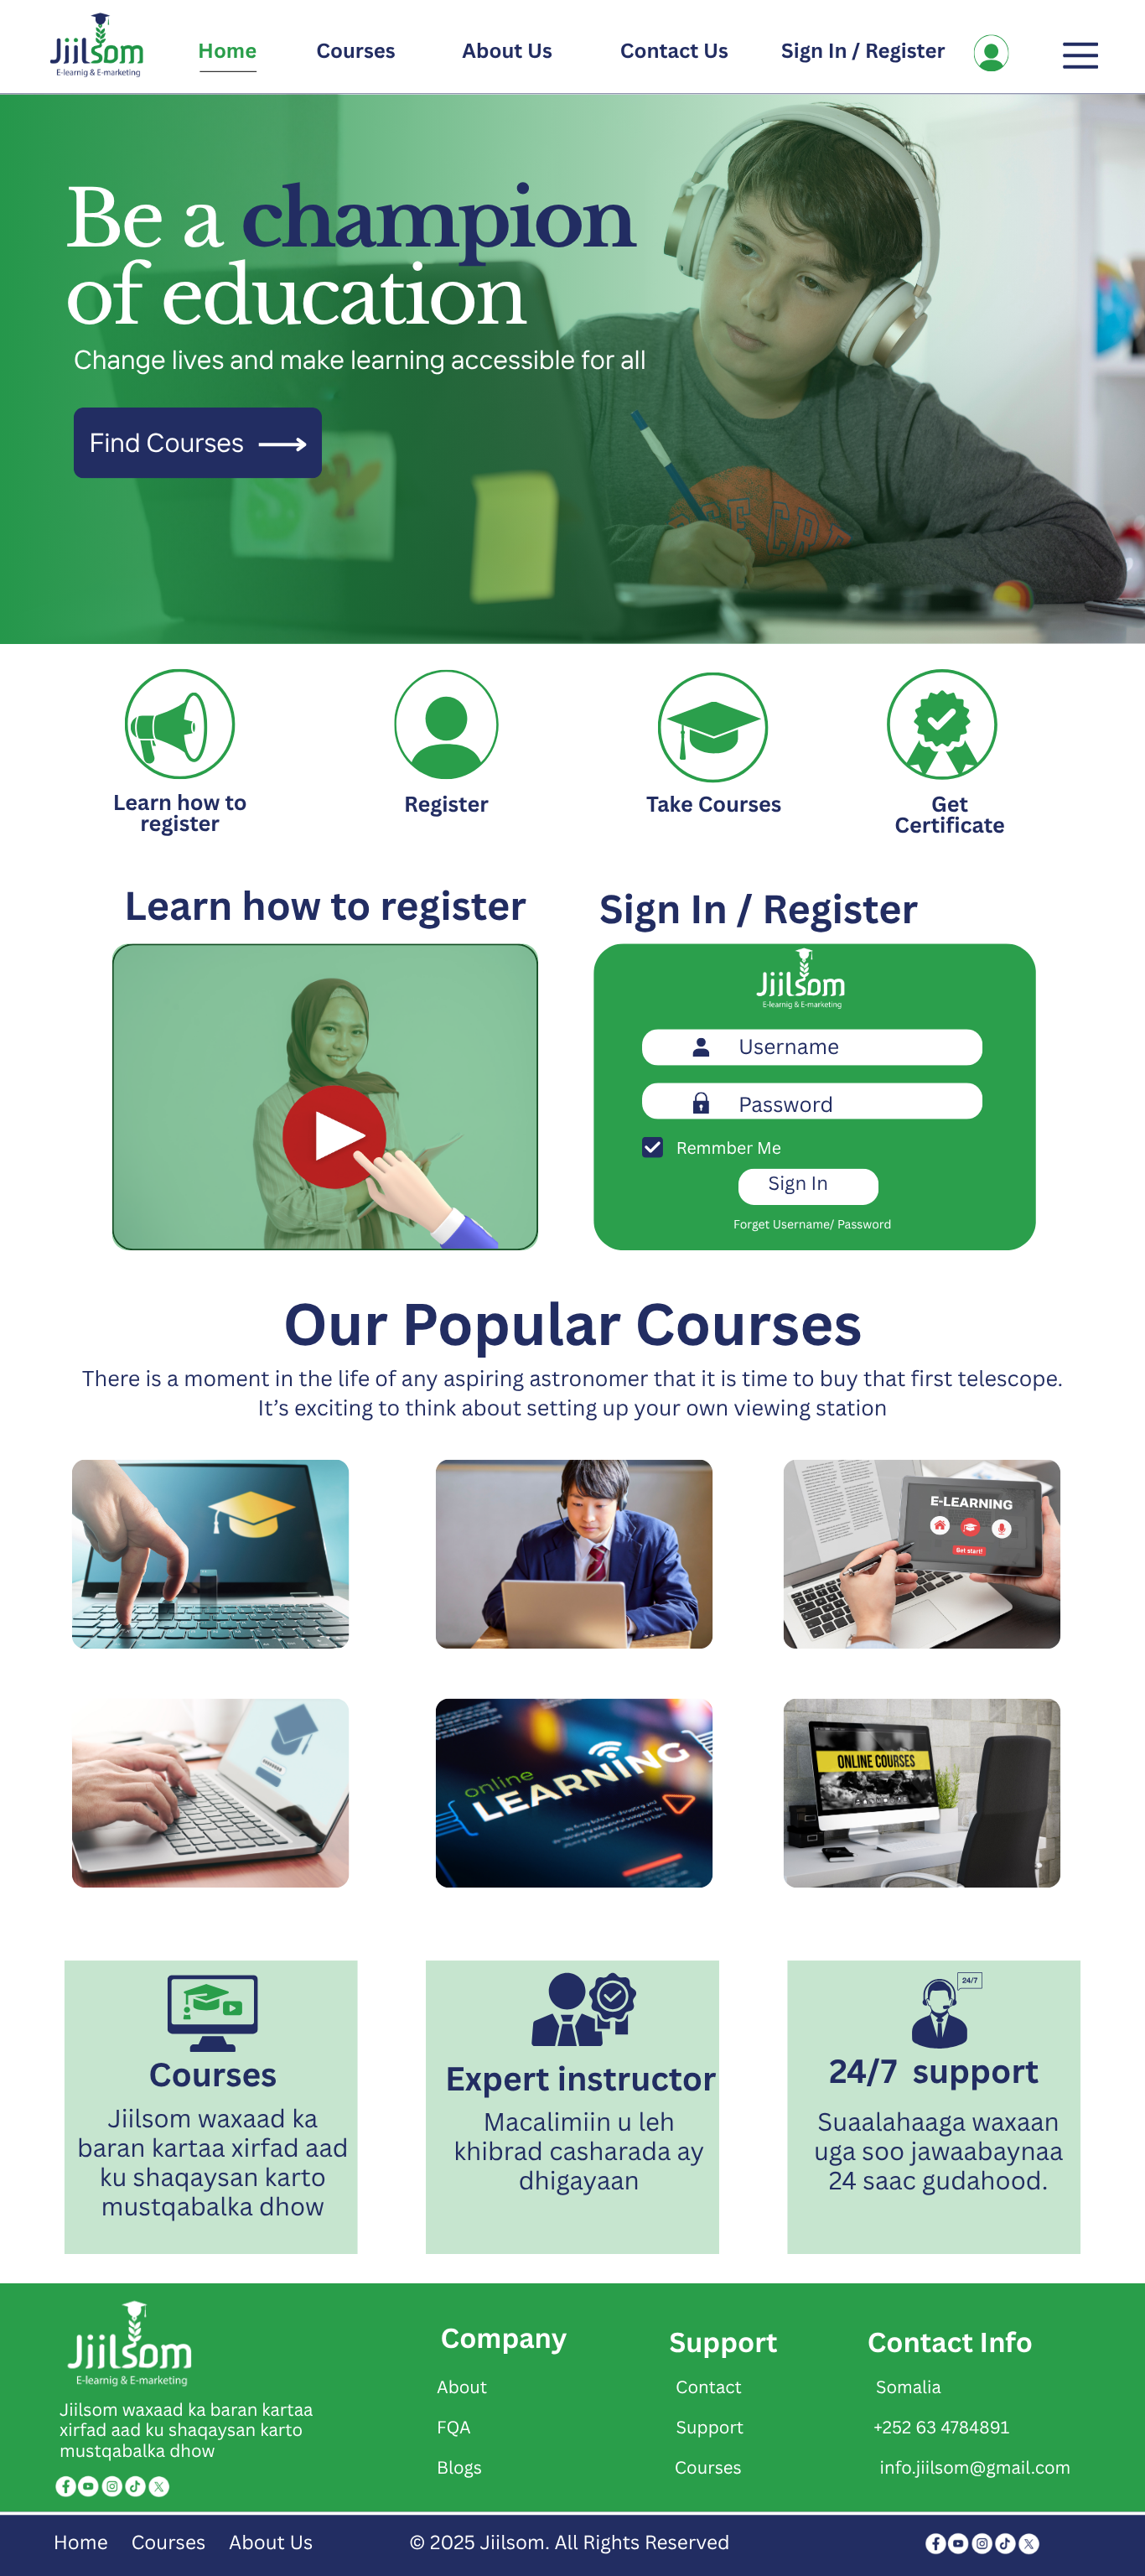 Jiilsom
E-learnig & E-marketing
Home
Courses
About Us
Contact Us
Sign In / Register
Be a champion
of education
Change lives and make learning accessible for all
Find Courses
Learn how to
register
Register
Take Courses
Get
Certificate
Learn how to register
Sign In / Register
Jiilsom
E-learnig & E-marketing
Username
Password
Remmber Me
Sign In
Forget Username/ Password
Our Popular Courses
There is a moment in the life of any aspiring astronomer that it is time to buy that first telescope.
It’s exciting to think about setting up your own viewing station
E-LEARNING
Get start!
online
LEARNING
ONLINE COURSES
Courses
Jiilsom waxaad ka
baran kartaa xirfad aad
ku shaqaysan karto
mustqabalka dhow
Expert instructor
Macalimiin u leh
khibrad casharada ay
dhigayaan
24/7
24/7 support
Suaalahaaga waxaan
uga soo jawaabaynaa
24 saac gudahood.
Jiilsom
E-learnig & E-marketing
Jiilsom waxaad ka baran kartaa
xirfad aad ku shaqaysan karto
mustqabalka dhow
Company
About
FQA
Blogs
Support
Contact
Support
Courses
Contact Info
Somalia
+252 63 4784891
info.jiilsom@gmail.com
Home
Courses
About Us
© 2025 Jiilsom. All Rights Reserved